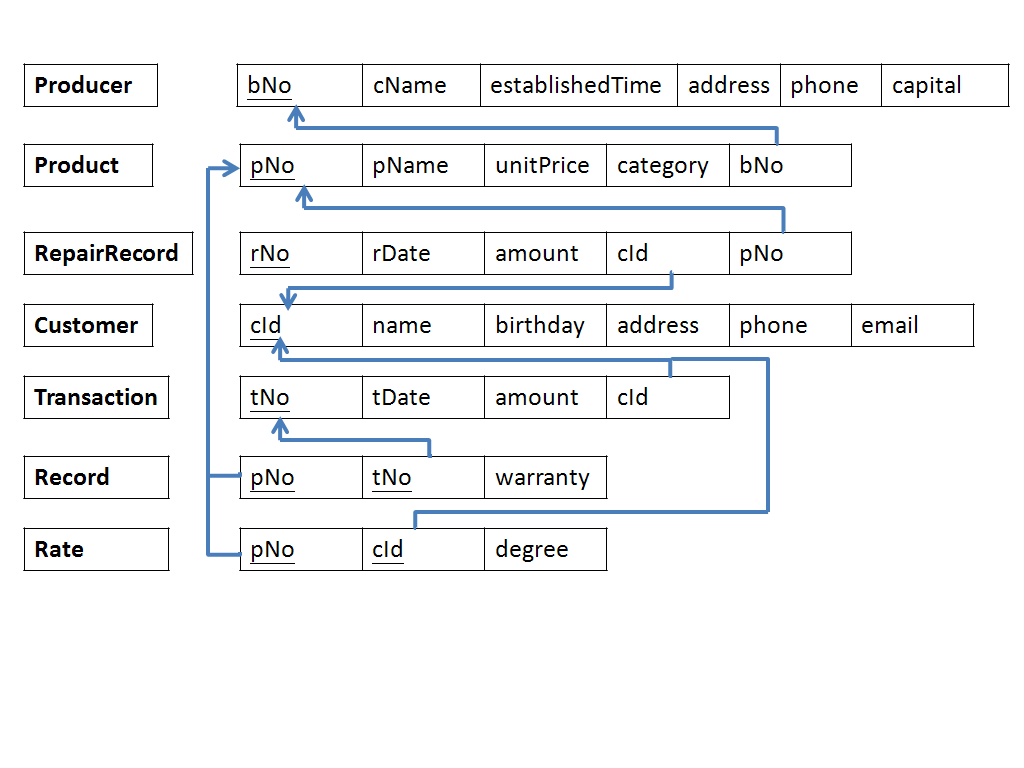 Producer bNo cName establishedTime address phone capital
Product pNo pName unitPrice category bNo
RepairRecord rNo rDate amount cId pNo
Customer cId name birthday address phone email
Transaction tNo tDate amount cId
Record pNo tNo warranty
Rate pNo cId degree